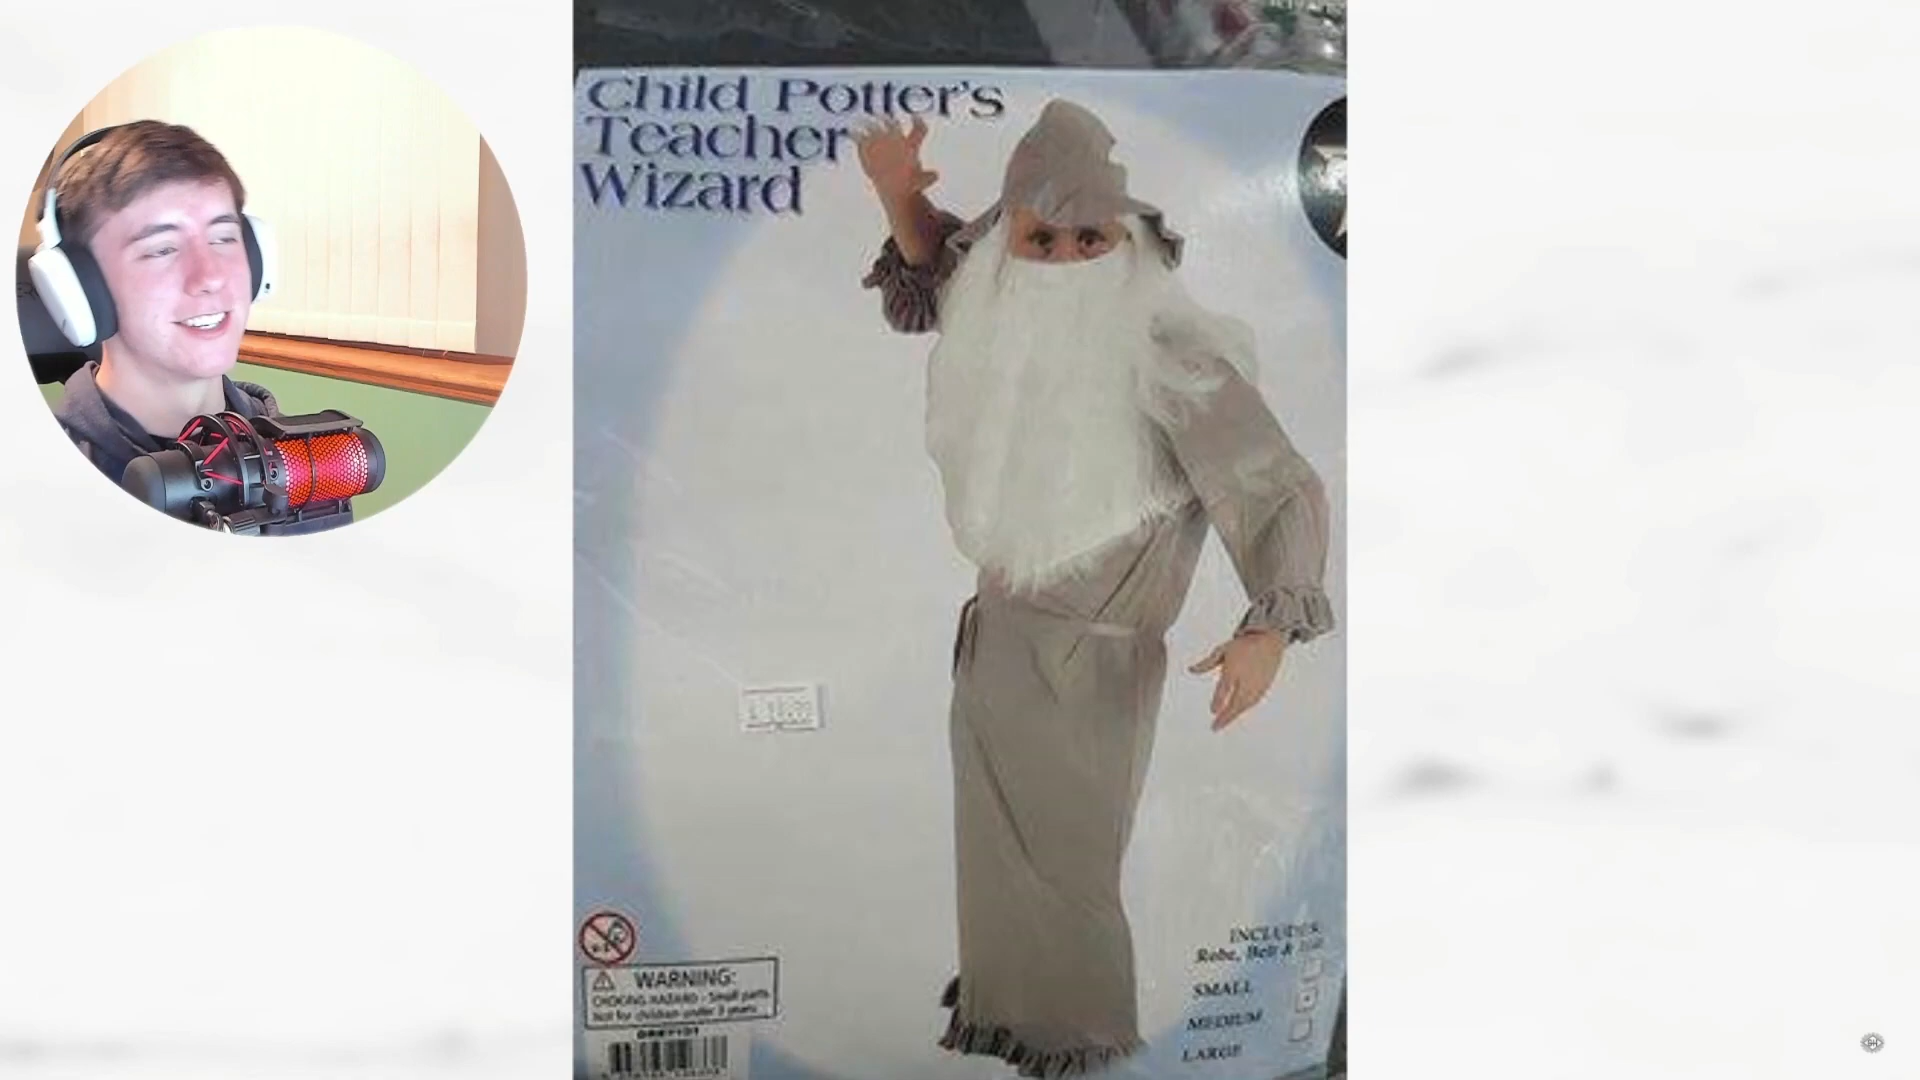 Child Potter's
Teacher
Wizard
INCLUDES
Robe, Belt &
SMALL
MEDIUM
LARGE
WARNING:
CHOKING HAZARD - Small parts
Not for children under 3 years.